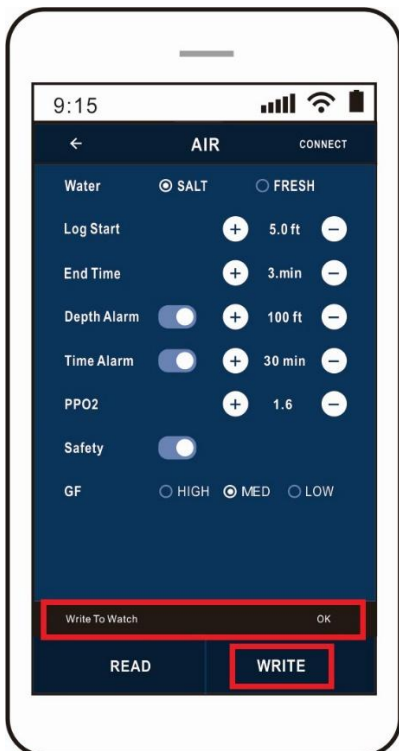 9:15
AIR CONNECT
Water SALT FRESH
Log Start + 5.0 ft −
End Time + 3.min −
Depth Alarm + 100 ft −
Time Alarm + 30 min −
PPO2 + 1.6 −
Safety
GF HIGH MED LOW
Write To Watch OK
READ WRITE